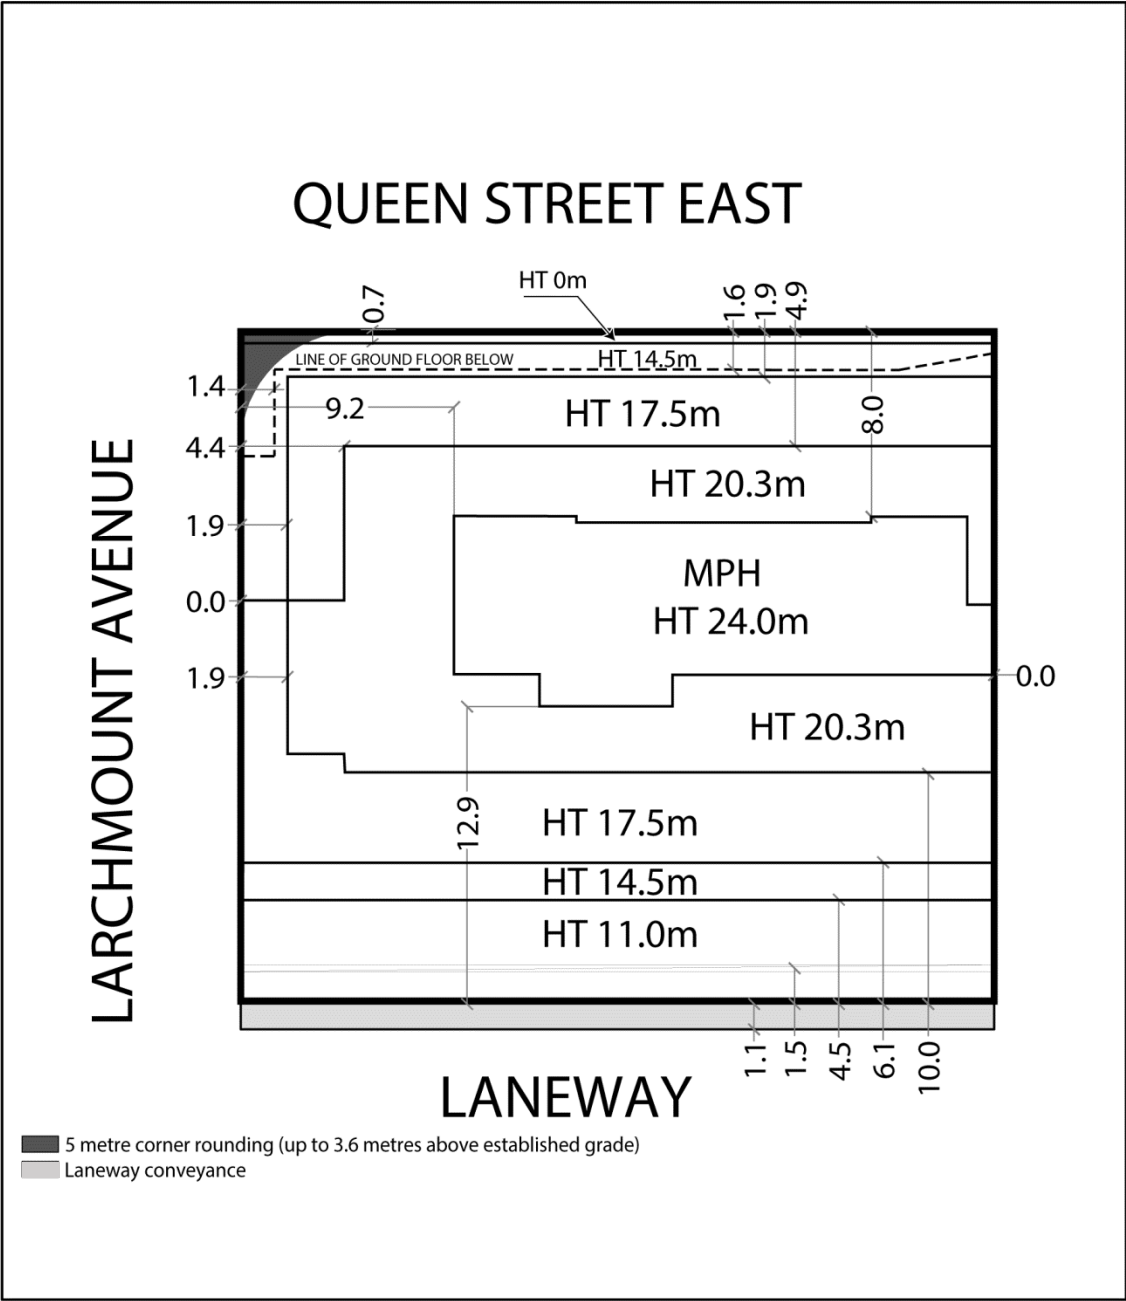 QUEEN STREET EAST
HT 0m
0.7
1.6
1.9
4.9
LINE OF GROUND FLOOR BELOW
HT 14.5m
1.4
9.2
HT 17.5m
8.0
4.4
HT 20.3m
1.9
MPH
HT 24.0m
0.0
1.9
0.0
HT 20.3m
12.9
HT 17.5m
HT 14.5m
HT 11.0m
LARCHMOUNT AVENUE
1.1
1.5
4.5
6.1
10.0
LANEWAY
5 metre corner rounding (up to 3.6 metres above established grade)
Laneway conveyance